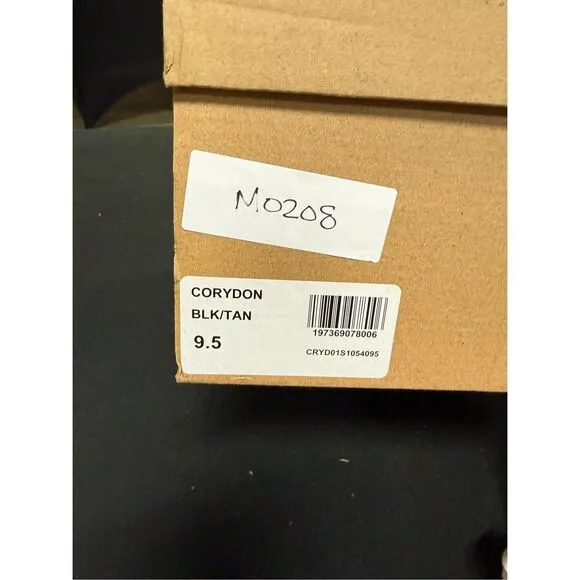 M0208
CORYDON
BLK/TAN
9.5
197369078006
CRYD01S1054095